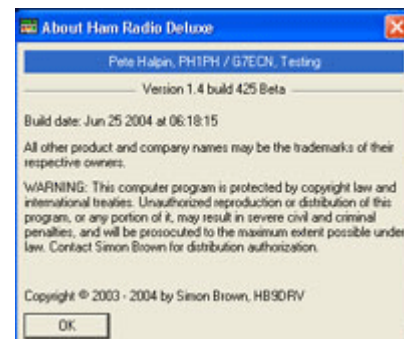 About Ham Radio Deluxe
Pete Halpin, PH1PH / G7ECN, Testing
Version 1.4 build 425 Beta
Build date: Jun 25 2004 at 06:18:15
All other product and company names may be the trademarks of their
respective owners.
WARNING: This computer program is protected by copyright law and
international treaties. Unauthorized reproduction or distribution of this
program, or any portion of it, may result in severe civil and criminal
penalties, and will be prosocuted to the maximum extent possible under
law. Contact Simon Brown for distribution authorization.
Copyright © 2003 - 2004 by Simon Brown, HB9DRV
OK